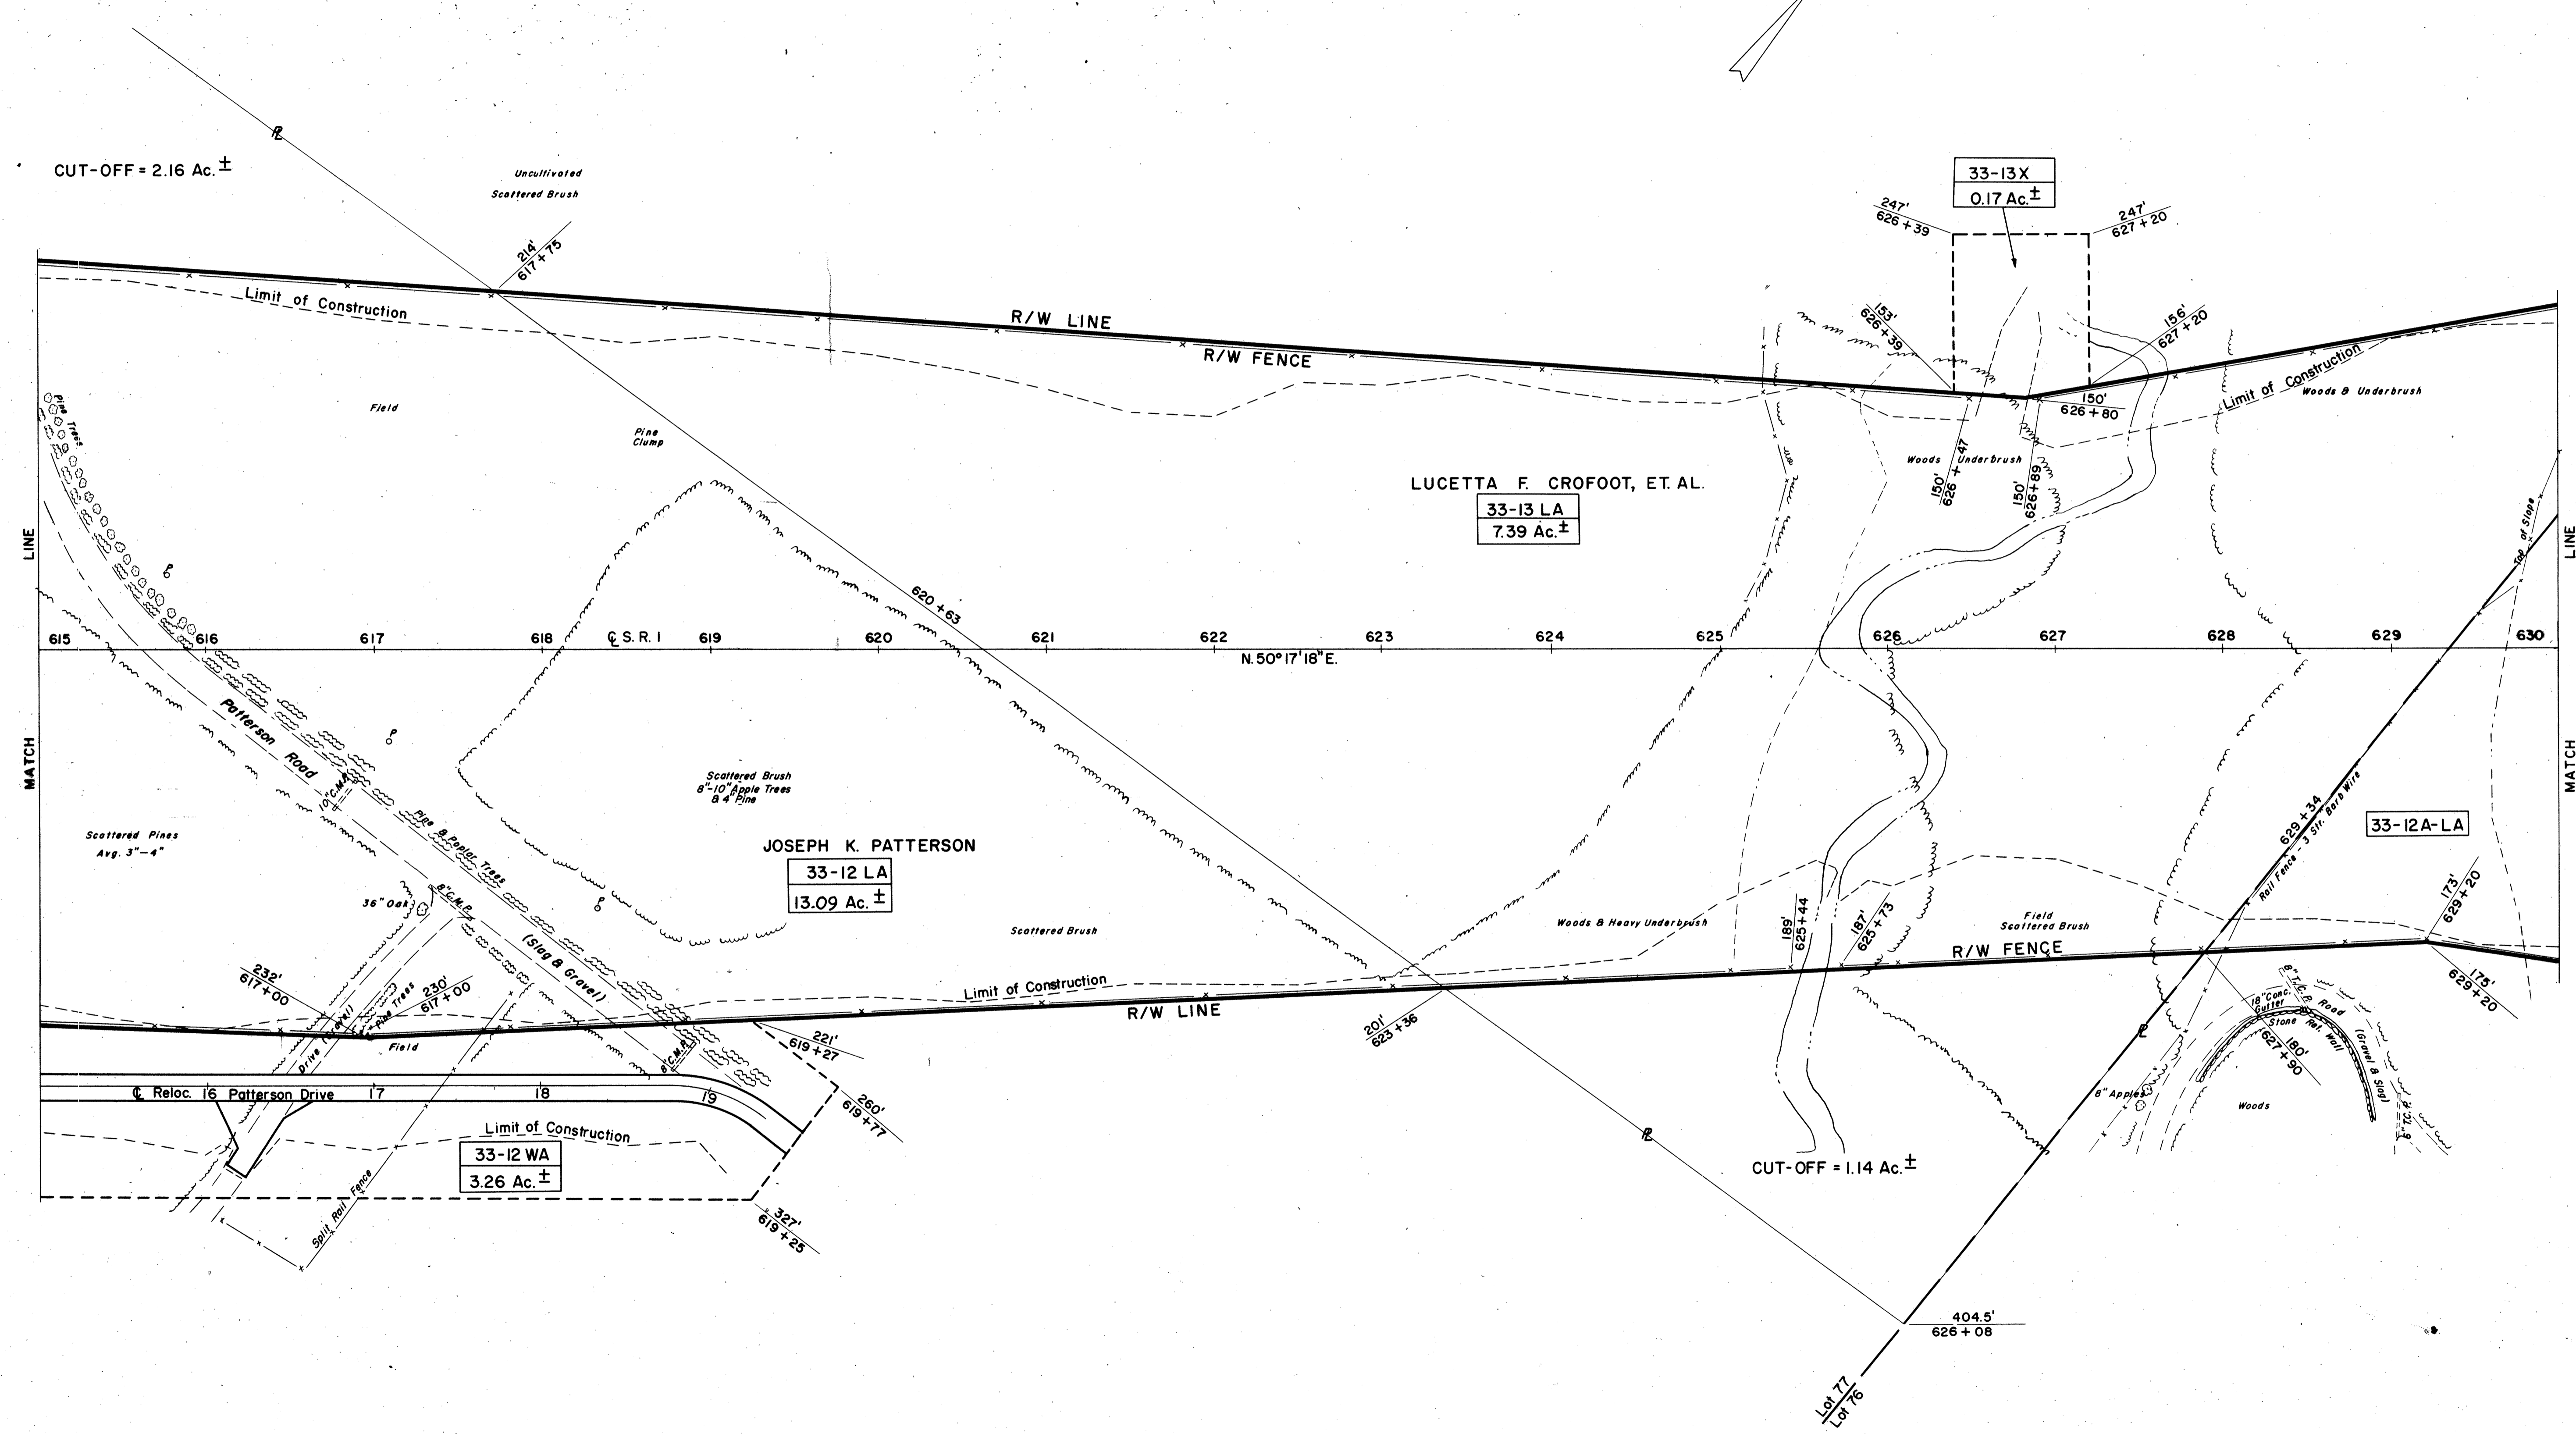 CUT-OFF = 2.16 Ac.±
Uncultivated
Scattered Brush
214'
617+75
33-13X
0.17 Ac.±
247'
626+39
247'
627+20
153'
626+39
156'
627+20
150'
626+80
150'
626+47
150'
626+89
Limit of Construction
R/W LINE
R/W FENCE
Limit of Construction
Woods & Underbrush
Woods Underbrush
Pine Trees
Field
Pine
Clump
LUCETTA F. CROFOOT, ET. AL.
33-13 LA
7.39 Ac.±
Top of Slope
MATCH LINE
MATCH LINE
620+63
615 616 617 618 ℄ S. R. 1 619 620 621 622 623 624 625 626 627 628 629 630
N. 50° 17' 18" E.
Patterson Road
10" C.M.P.
Pine & Poplar Trees
Scattered Brush
8"-10" Apple Trees
& 4" Pine
Scattered Pines
Avg. 3"-4"
JOSEPH K. PATTERSON
33-12 LA
13.09 Ac.±
629+34
Rail Fence - 3 Str. Barb Wire
33-12A-LA
36" Oak
8" C.M.P.
(Slag & Gravel)
Scattered Brush
Woods & Heavy Underbrush
189'
625+44
187'
625+73
Field
Scattered Brush
R/W FENCE
173'
629+20
175'
629+20
232'
617+00
230'
617+00
Drive (Gravel)
Pine Trees
Field
Limit of Construction
R/W LINE
221'
619+27
8" C.M.P.
201'
623+36
8" T.C.P.
18" Conc.
Gutter
Road
(Gravel & Slag)
Stone Ret. Wall
180'
627+90
8" Apples
Woods
T.C.P.
℄ Reloc. 16 Patterson Drive 17 18 19
260'
619+77
Limit of Construction
33-12 WA
3.26 Ac.±
Split Rail Fence
327'
619+25
CUT-OFF = 1.14 Ac.±
404.5'
626+08
Lot 77
Lot 76